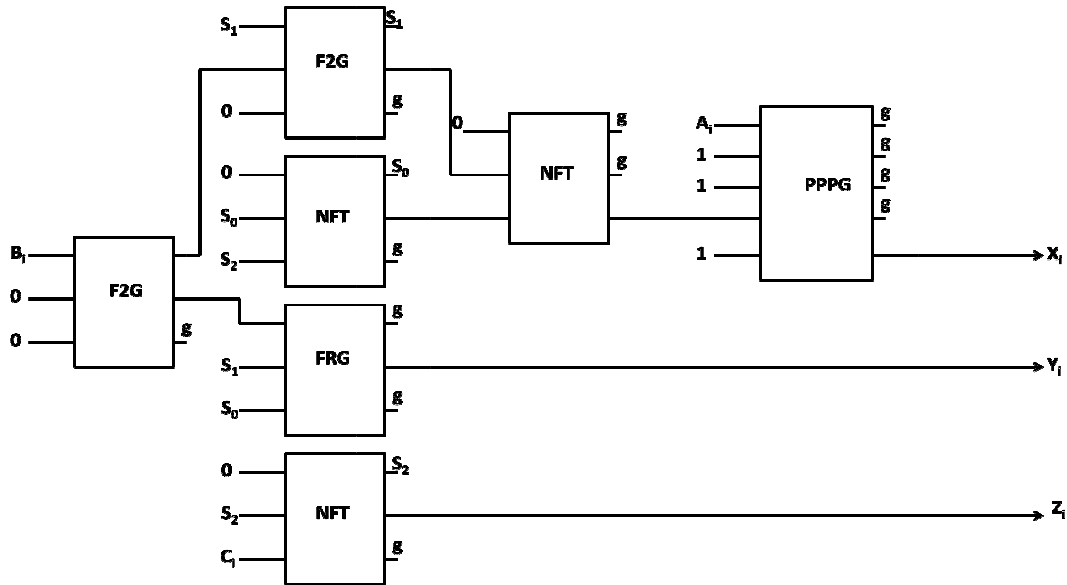 S₁ F2G S₁
0 g
0 NFT S₀
S₀
S₂ g
0 NFT g
g
Aᵢ PPPG g
1 g
1 g
g
1 Xᵢ
Bᵢ F2G
0
0 g
FRG g
S₁ Yᵢ
S₀ g
0 NFT S₂
S₂ Zᵢ
Cᵢ g